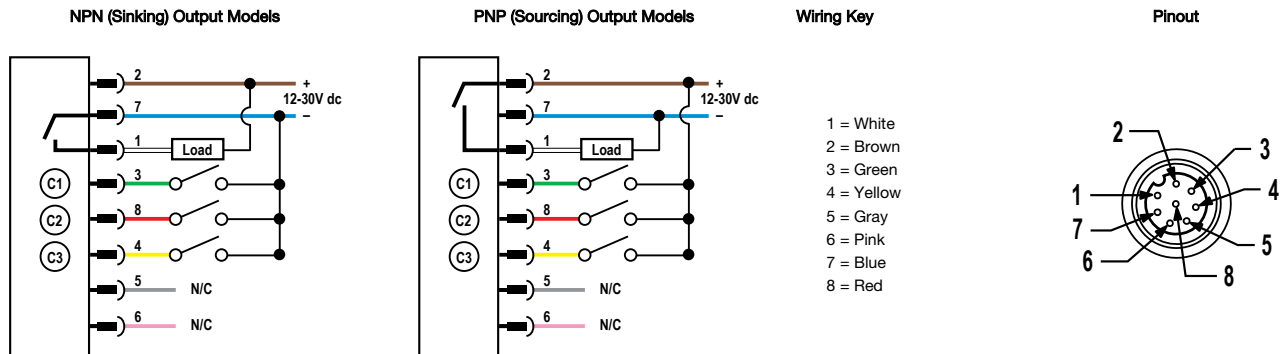 NPN (Sinking) Output Models
2
+
12-30V dc
7
–
1
Load
C1
3
C2
8
C3
4
5
N/C
6
N/C
PNP (Sourcing) Output Models
2
+
12-30V dc
7
–
1
Load
C1
3
C2
8
C3
4
5
N/C
6
N/C
Wiring Key
1 = White
2 = Brown
3 = Green
4 = Yellow
5 = Gray
6 = Pink
7 = Blue
8 = Red
Pinout
2
3
1
4
7
5
6
8